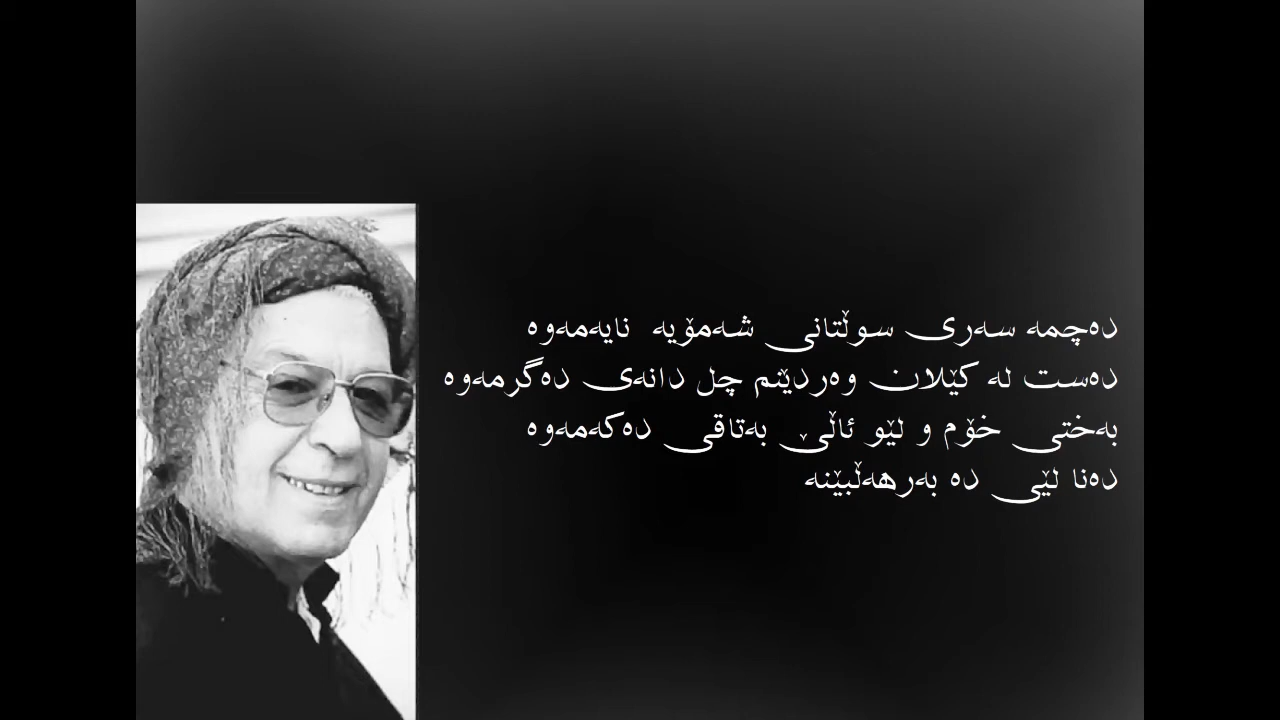 دەچمە سەری سوڵتانی شەمۆیە نایەمەوە
دەست لە کێلان وەردێنم چل دانەی دەگرمەوە
بەختی خۆم و لێو ئاڵێ بەتاقی دەکەمەوە
دەنا لێی دە بەرهەڵبێنە